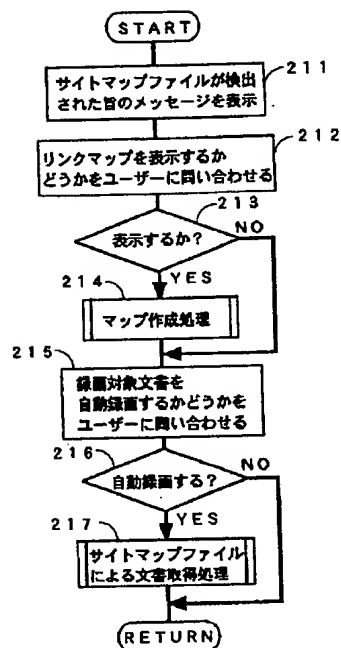 START
サイトマップファイルが検出
された旨のメッセージを表示
211
リンクマップを表示するか
どうかをユーザーに問い合わせる
212
213
表示するか?
NO
YES
214
マップ作成処理
215
録画対象文書を
自動録画するかどうかを
ユーザーに問い合わせる
216
自動録画する?
NO
YES
217
サイトマップファイル
による文書取得処理
RETURN